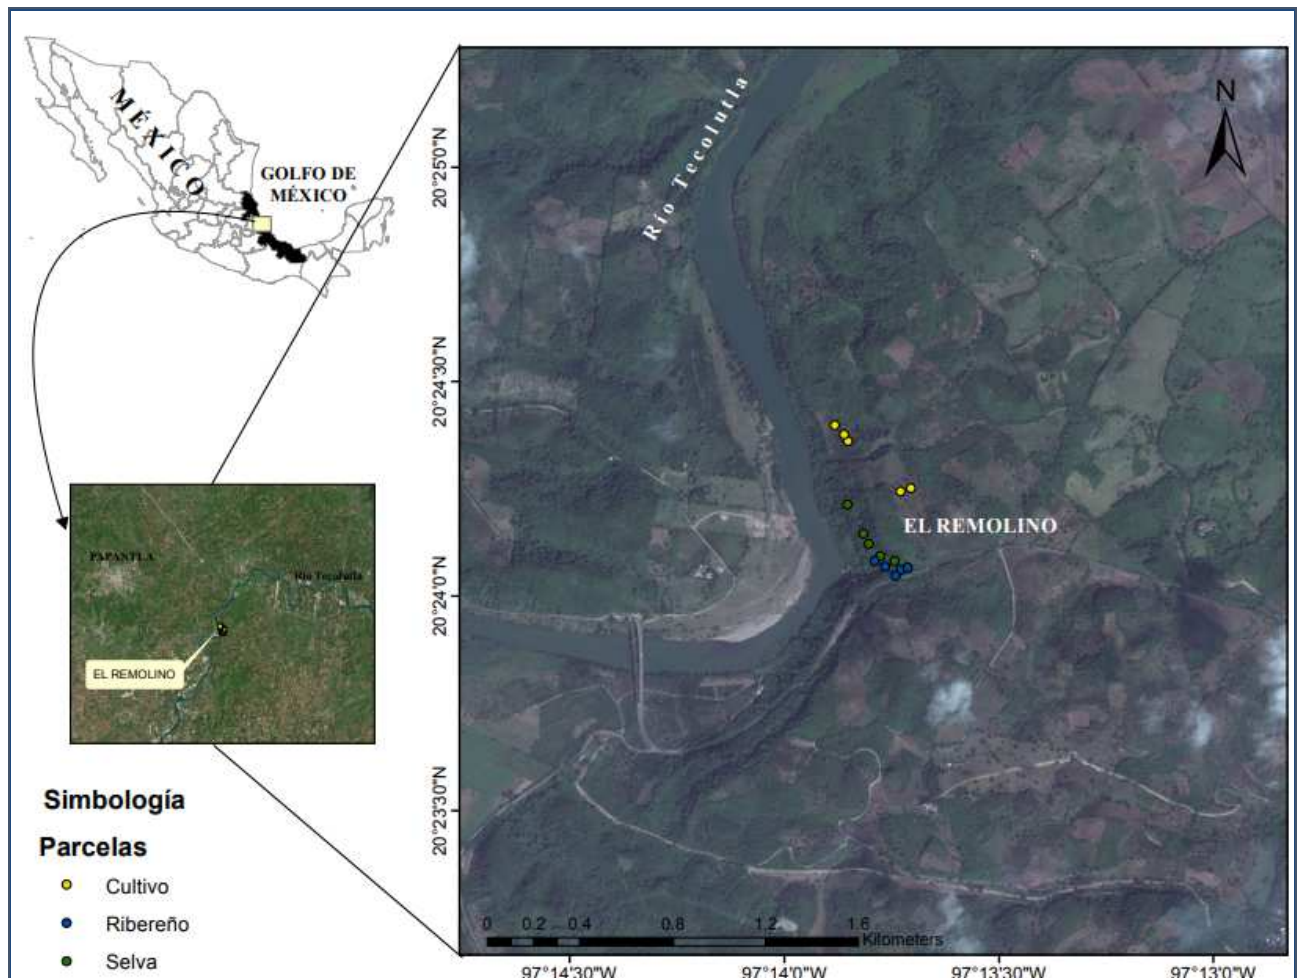 MÉXICO
GOLFO DE
MÉXICO
PAPANTLA
Río Tecolutla
EL REMOLINO
Simbología
Parcelas
Cultivo
Ribereño
Selva
Río Tecolutla
N
EL REMOLINO
20°25'0"N
20°24'30"N
20°24'0"N
20°23'30"N
0 0.2 0.4 0.8 1.2 1.6
Kilometers
97°14'30"W 97°14'0"W 97°13'30"W 97°13'0"W